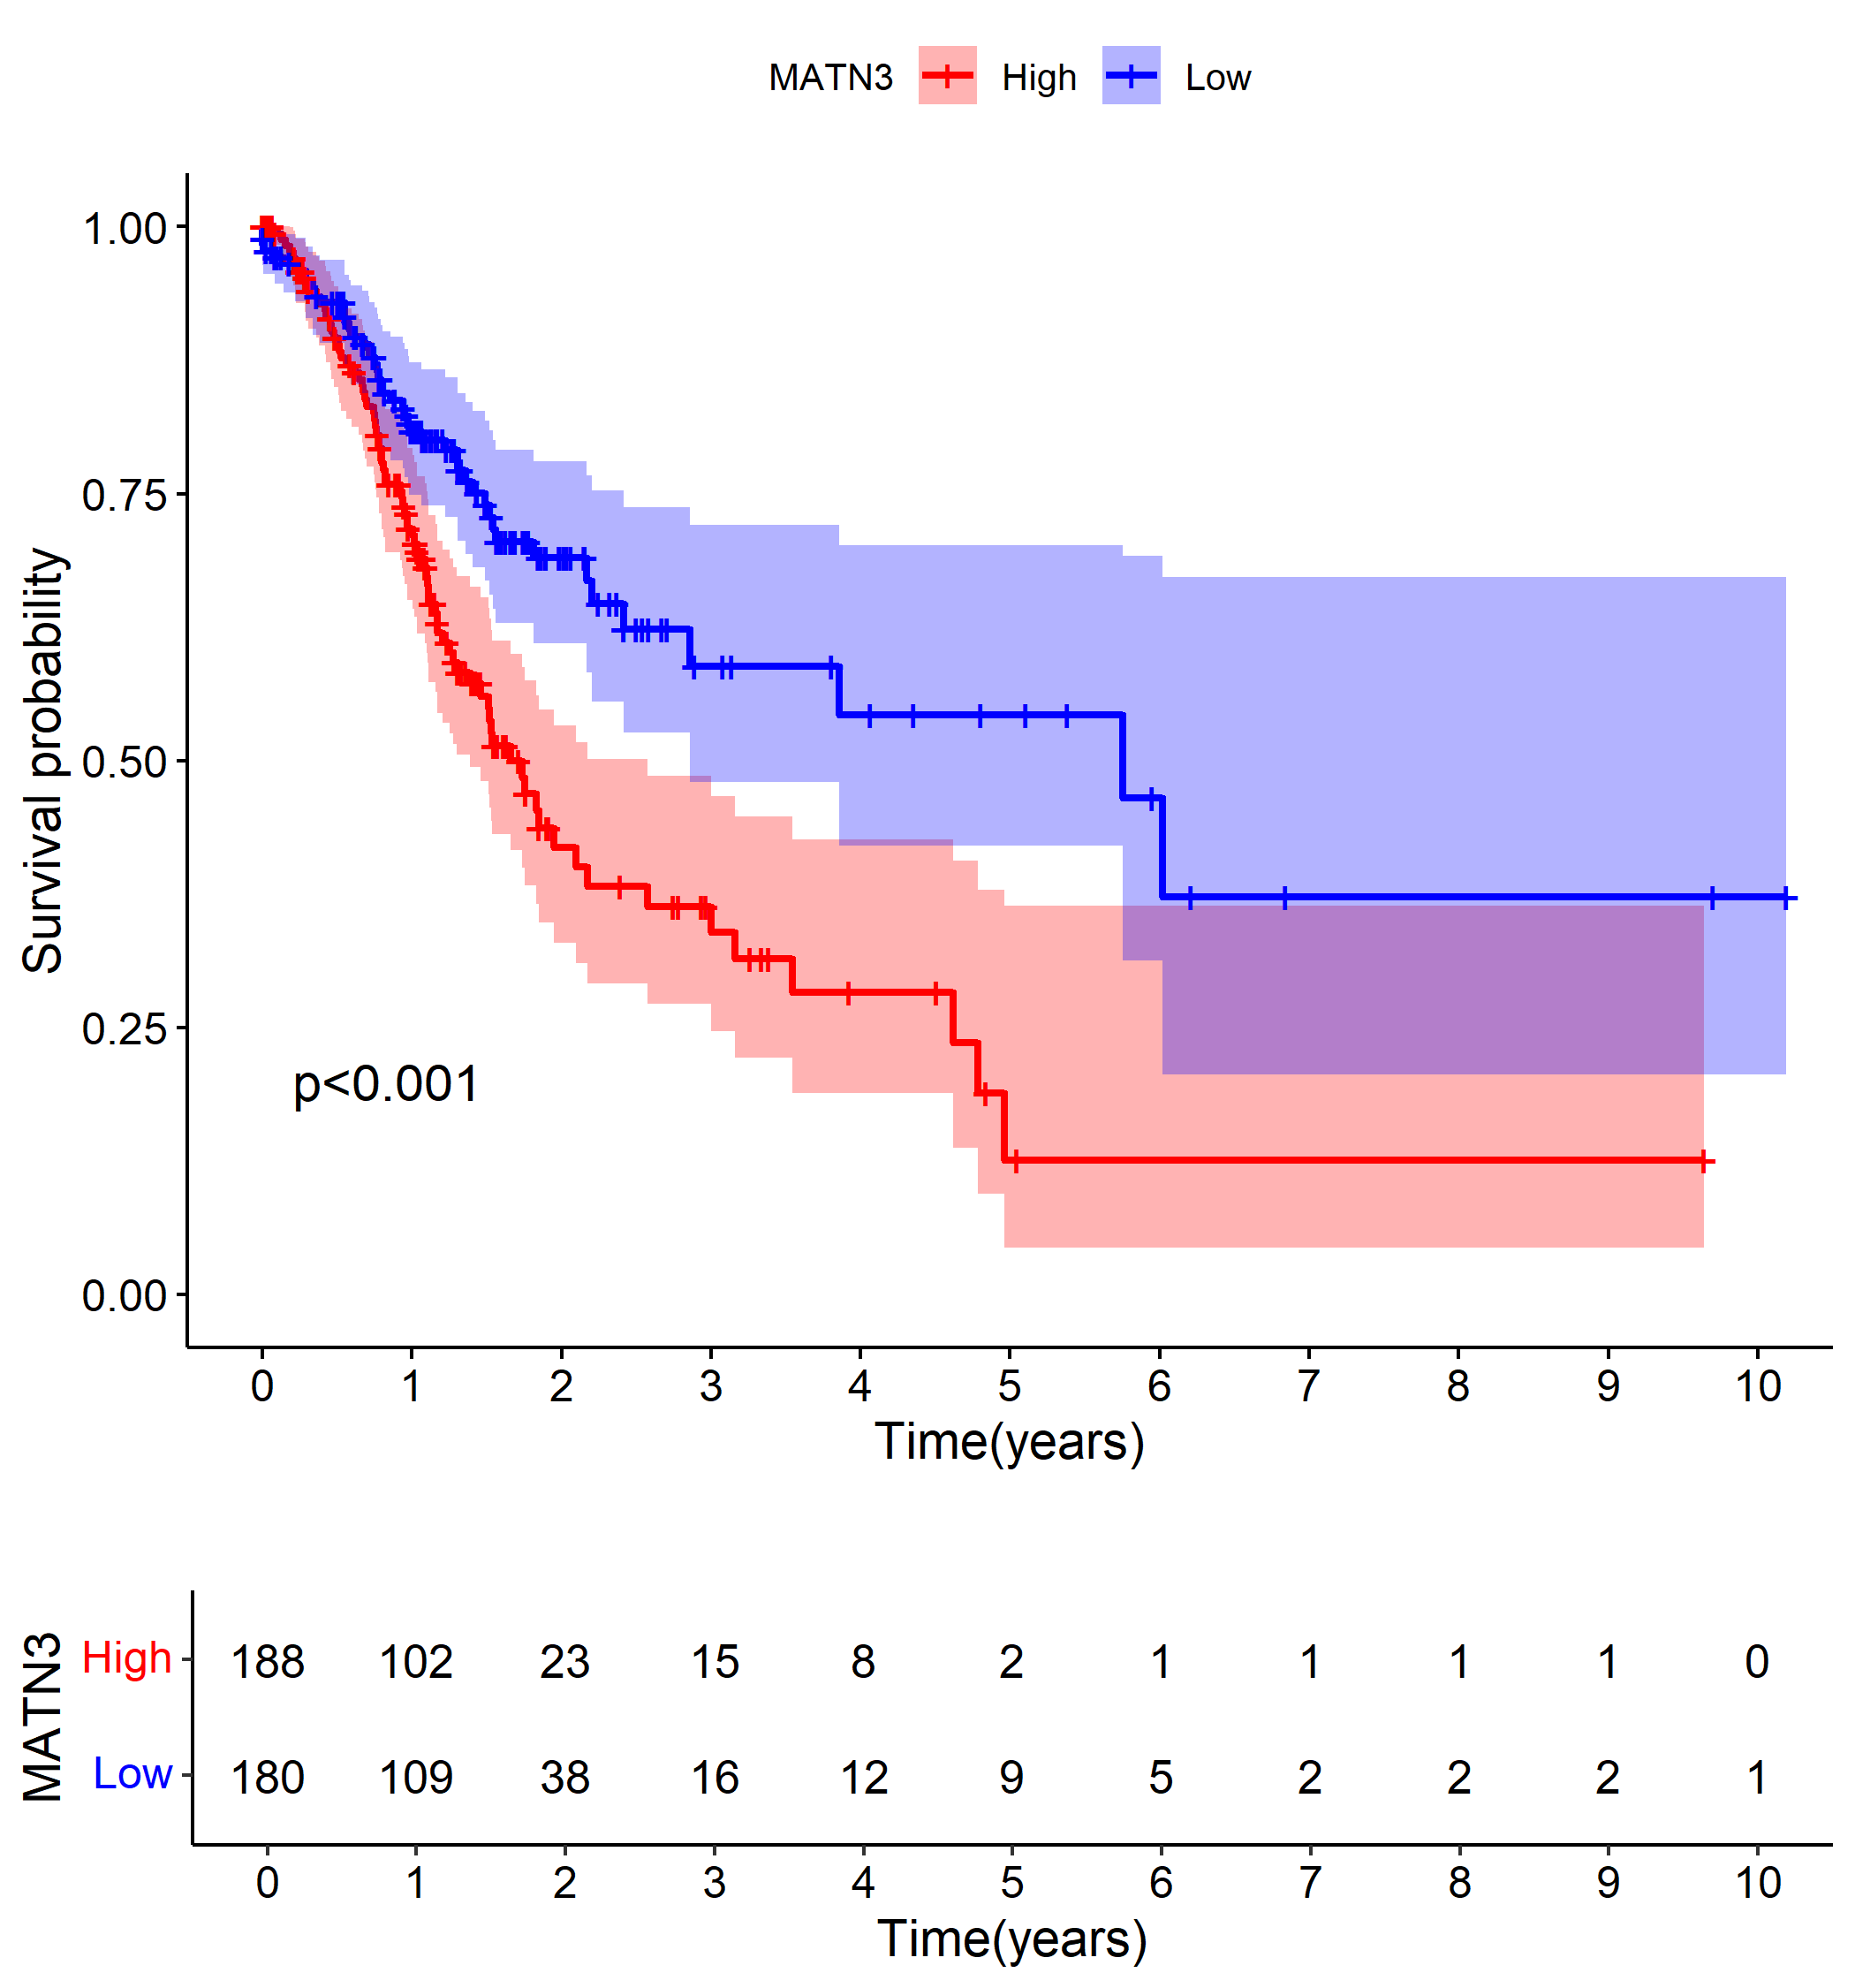 MATN3 High Low
1.00
0.75
0.50
0.25
0.00
Survival probability
p<0.001
0 1 2 3 4 5 6 7 8 9 10
Time(years)
MATN3
High 188 102 23 15 8 2 1 1 1 1 0
Low 180 109 38 16 12 9 5 2 2 2 1
0 1 2 3 4 5 6 7 8 9 10
Time(years)